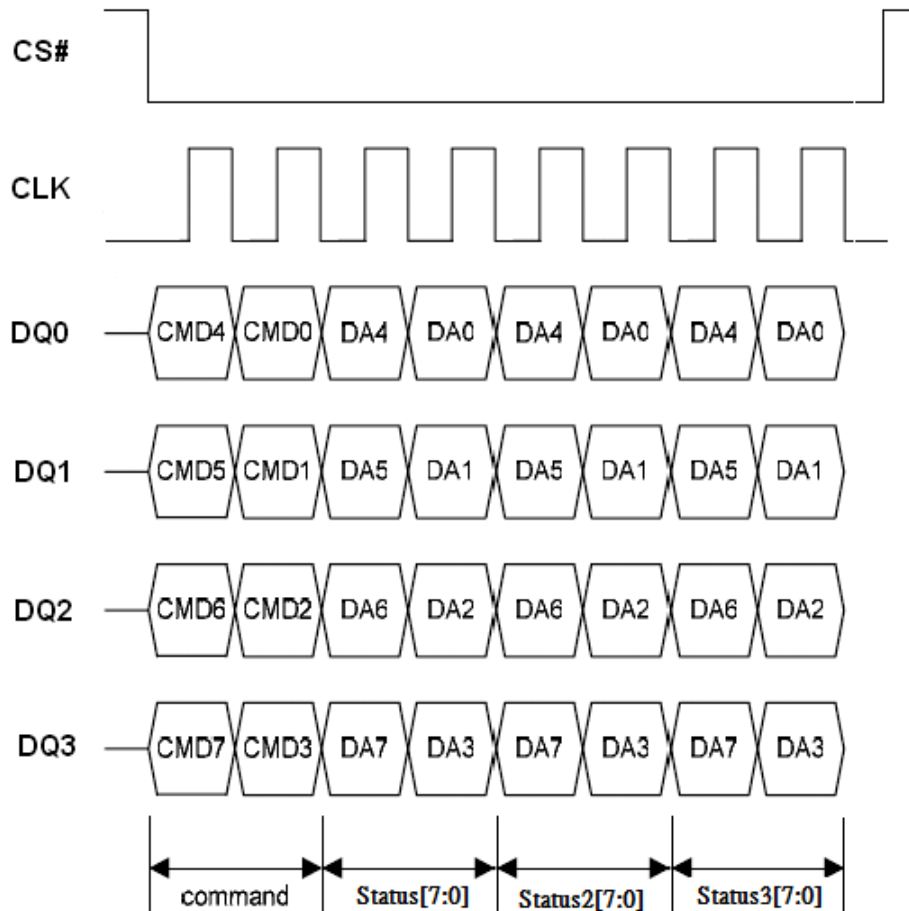 CS#
CLK
DQ0 CMD4 CMD0 DA4 DA0 DA4 DA0 DA4 DA0
DQ1 CMD5 CMD1 DA5 DA1 DA5 DA1 DA5 DA1
DQ2 CMD6 CMD2 DA6 DA2 DA6 DA2 DA6 DA2
DQ3 CMD7 CMD3 DA7 DA3 DA7 DA3 DA7 DA3
command Status[7:0] Status2[7:0] Status3[7:0]